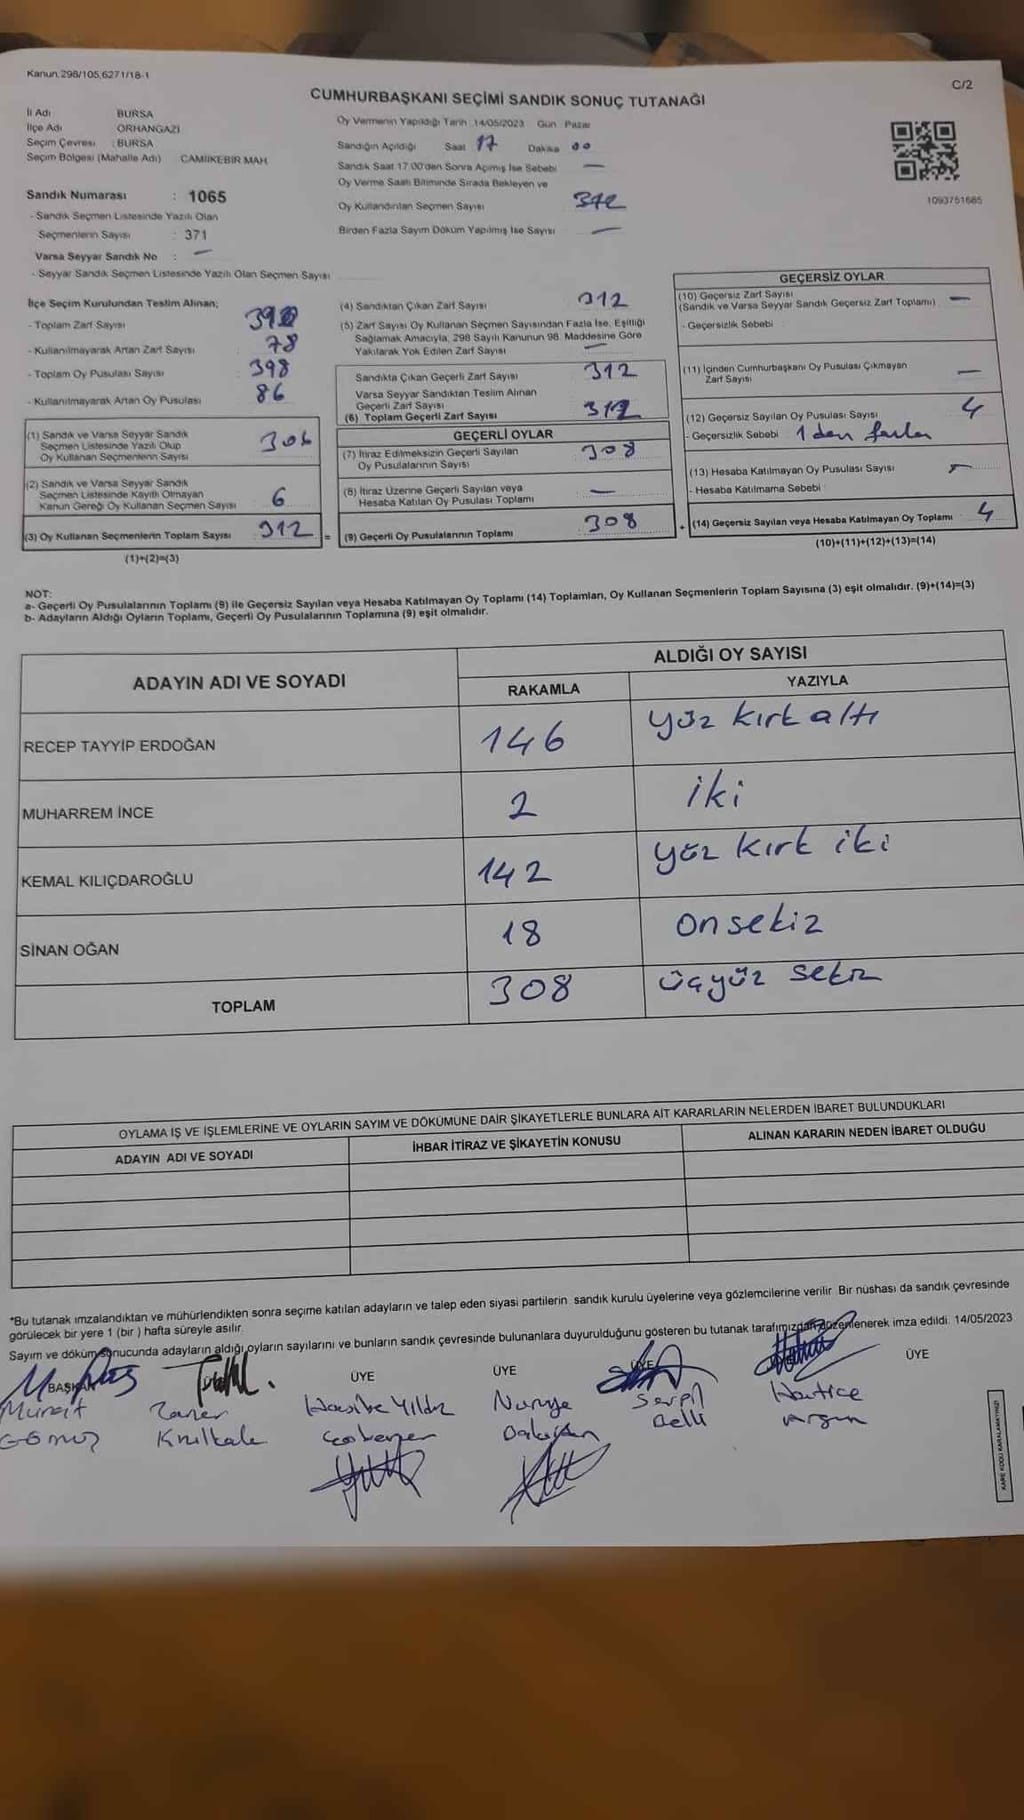 Kanun.298/105,6271/18-1
C/2
CUMHURBAŞKANI SEÇİMİ SANDIK SONUÇ TUTANAĞI
İl Adı BURSA
İlçe Adı ORHANGAZİ
Seçim Çevresi : BURSA
Seçim Bölgesi (Mahalle Adı) CAMİİKEBİR MAH.
Sandık Numarası : 1065
- Sandık Seçmen Listesinde Yazılı Olan
Seçmenlerin Sayısı : 371
Varsa Seyyar Sandık No : —
- Seyyar Sandık Seçmen Listesinde Yazılı Olan Seçmen Sayısı
Oy Vermenin Yapıldığı Tarih :14/05/2023 Gün Pazar
Sandığın Açıldığı Saat 17 Dakika 00
Sandık Saat 17.00'den Sonra Açımış İse Sebebi —
Oy Verme Saati Bitiminde Sırada Bekleyen ve
Oy Kullandırılan Seçmen Sayısı
Birden Fazla Sayım Döküm Yapılmış İse Sayısı —
1093751685
İlçe Seçim Kurulundan Teslim Alınan;
- Toplam Zarf Sayısı
- Kullanılmayarak Artan Zarf Sayısı 78
- Toplam Oy Pusulası Sayısı 398
- Kullanılmayarak Artan Oy Pusulası 86
(1) Sandık ve Varsa Seyyar Sandık
Seçmen Listesinde Yazılı Olup
Oy Kullanan Seçmenlerin Sayısı 306
(2) Sandık ve Varsa Seyyar Sandık
Seçmen Listesinde Kayıtlı Olmayan
Kanun Gereği Oy Kullanan Seçmen Sayısı 6
(3) Oy Kullanan Seçmenlerin Toplam Sayısı 312 =
(1)+(2)=(3)
(4) Sandıktan Çıkan Zarf Sayısı 312
(5) Zarf Sayısı Oy Kullanan Seçmen Sayısından Fazla İse, Eşitliği
Sağlamak Amacıyla, 298 Sayılı Kanunun 98. Maddesine Göre
Yakılarak Yok Edilen Zarf Sayısı —
Sandıkta Çıkan Geçerli Zarf Sayısı 312
Varsa Seyyar Sandıktan Teslim Alınan
Geçerli Zarf Sayısı
(6) Toplam Geçerli Zarf Sayısı 312
GEÇERLİ OYLAR
(7) İtiraz Edilmeksizin Geçerli Sayılan
Oy Pusulalarının Sayısı 308
(8) İtiraz Üzerine Geçerli Sayılan veya
Hesaba Katılan Oy Pusulası Toplamı —
(9) Geçerli Oy Pusulalarının Toplamı 308 +
GEÇERSİZ OYLAR
(10) Geçersiz Zarf Sayısı
(Sandık ve Varsa Seyyar Sandık Geçersiz Zarf Toplamı) —
- Geçersizlik Sebebi
(11) İçinden Cumhurbaşkanı Oy Pusulası Çıkmayan
Zarf Sayısı —
(12) Geçersiz Sayılan Oy Pusulası Sayısı 4
- Geçersizlik Sebebi 1 den fazla
(13) Hesaba Katılmayan Oy Pusulası Sayısı —
- Hesaba Katılmama Sebebi
(14) Geçersiz Sayılan veya Hesaba Katılmayan Oy Toplamı 4
(10)+(11)+(12)+(13)=(14)
NOT:
a- Geçerli Oy Pusulalarının Toplamı (9) ile Geçersiz Sayılan veya Hesaba Katılmayan Oy Toplamı (14) Toplamları, Oy Kullanan Seçmenlerin Toplam Sayısına (3) eşit olmalıdır. (9)+(14)=(3)
b- Adayların Aldığı Oyların Toplamı, Geçerli Oy Pusulalarının Toplamına (9) eşit olmalıdır.
ADAYIN ADI VE SOYADI
ALDIĞI OY SAYISI
RAKAMLA YAZIYLA
RECEP TAYYİP ERDOĞAN 146 yüz kırk altı
MUHARREM İNCE 2 iki
KEMAL KILIÇDAROĞLU 142 yüz kırk iki
SİNAN OĞAN 18 onsekiz
TOPLAM 308 üçyüz sekiz
OYLAMA İŞ VE İŞLEMLERİNE VE OYLARIN SAYIM VE DÖKÜMÜNE DAİR ŞİKAYETLERLE BUNLARA AİT KARARLARIN NELERDEN İBARET BULUNDUKLARI
ADAYIN ADI VE SOYADI İHBAR İTİRAZ VE ŞİKAYETİN KONUSU ALINAN KARARIN NEDEN İBARET OLDUĞU
*Bu tutanak imzalandıktan ve mühürlendikten sonra seçime katılan adayların ve talep eden siyasi partilerin sandık kurulu üyelerine veya gözlemcilerine verilir. Bir nüshası da sandık çevresinde
görülecek bir yere 1 (bir ) hafta süreyle asılır.
Sayım ve döküm sonucunda adayların aldığı oyların sayılarını ve bunların sandık çevresinde bulunanlara duyurulduğunu gösteren bu tutanak tarafımızdan düzenlenerek imza edildi. 14/05/2023
BAŞKAN ÜYE ÜYE ÜYE ÜYE
Murat Taner Hasibe Yıldız Nuriye Serpil Hatice
Kızılkale Belli
KARE KODU KARALAMAYINIZ